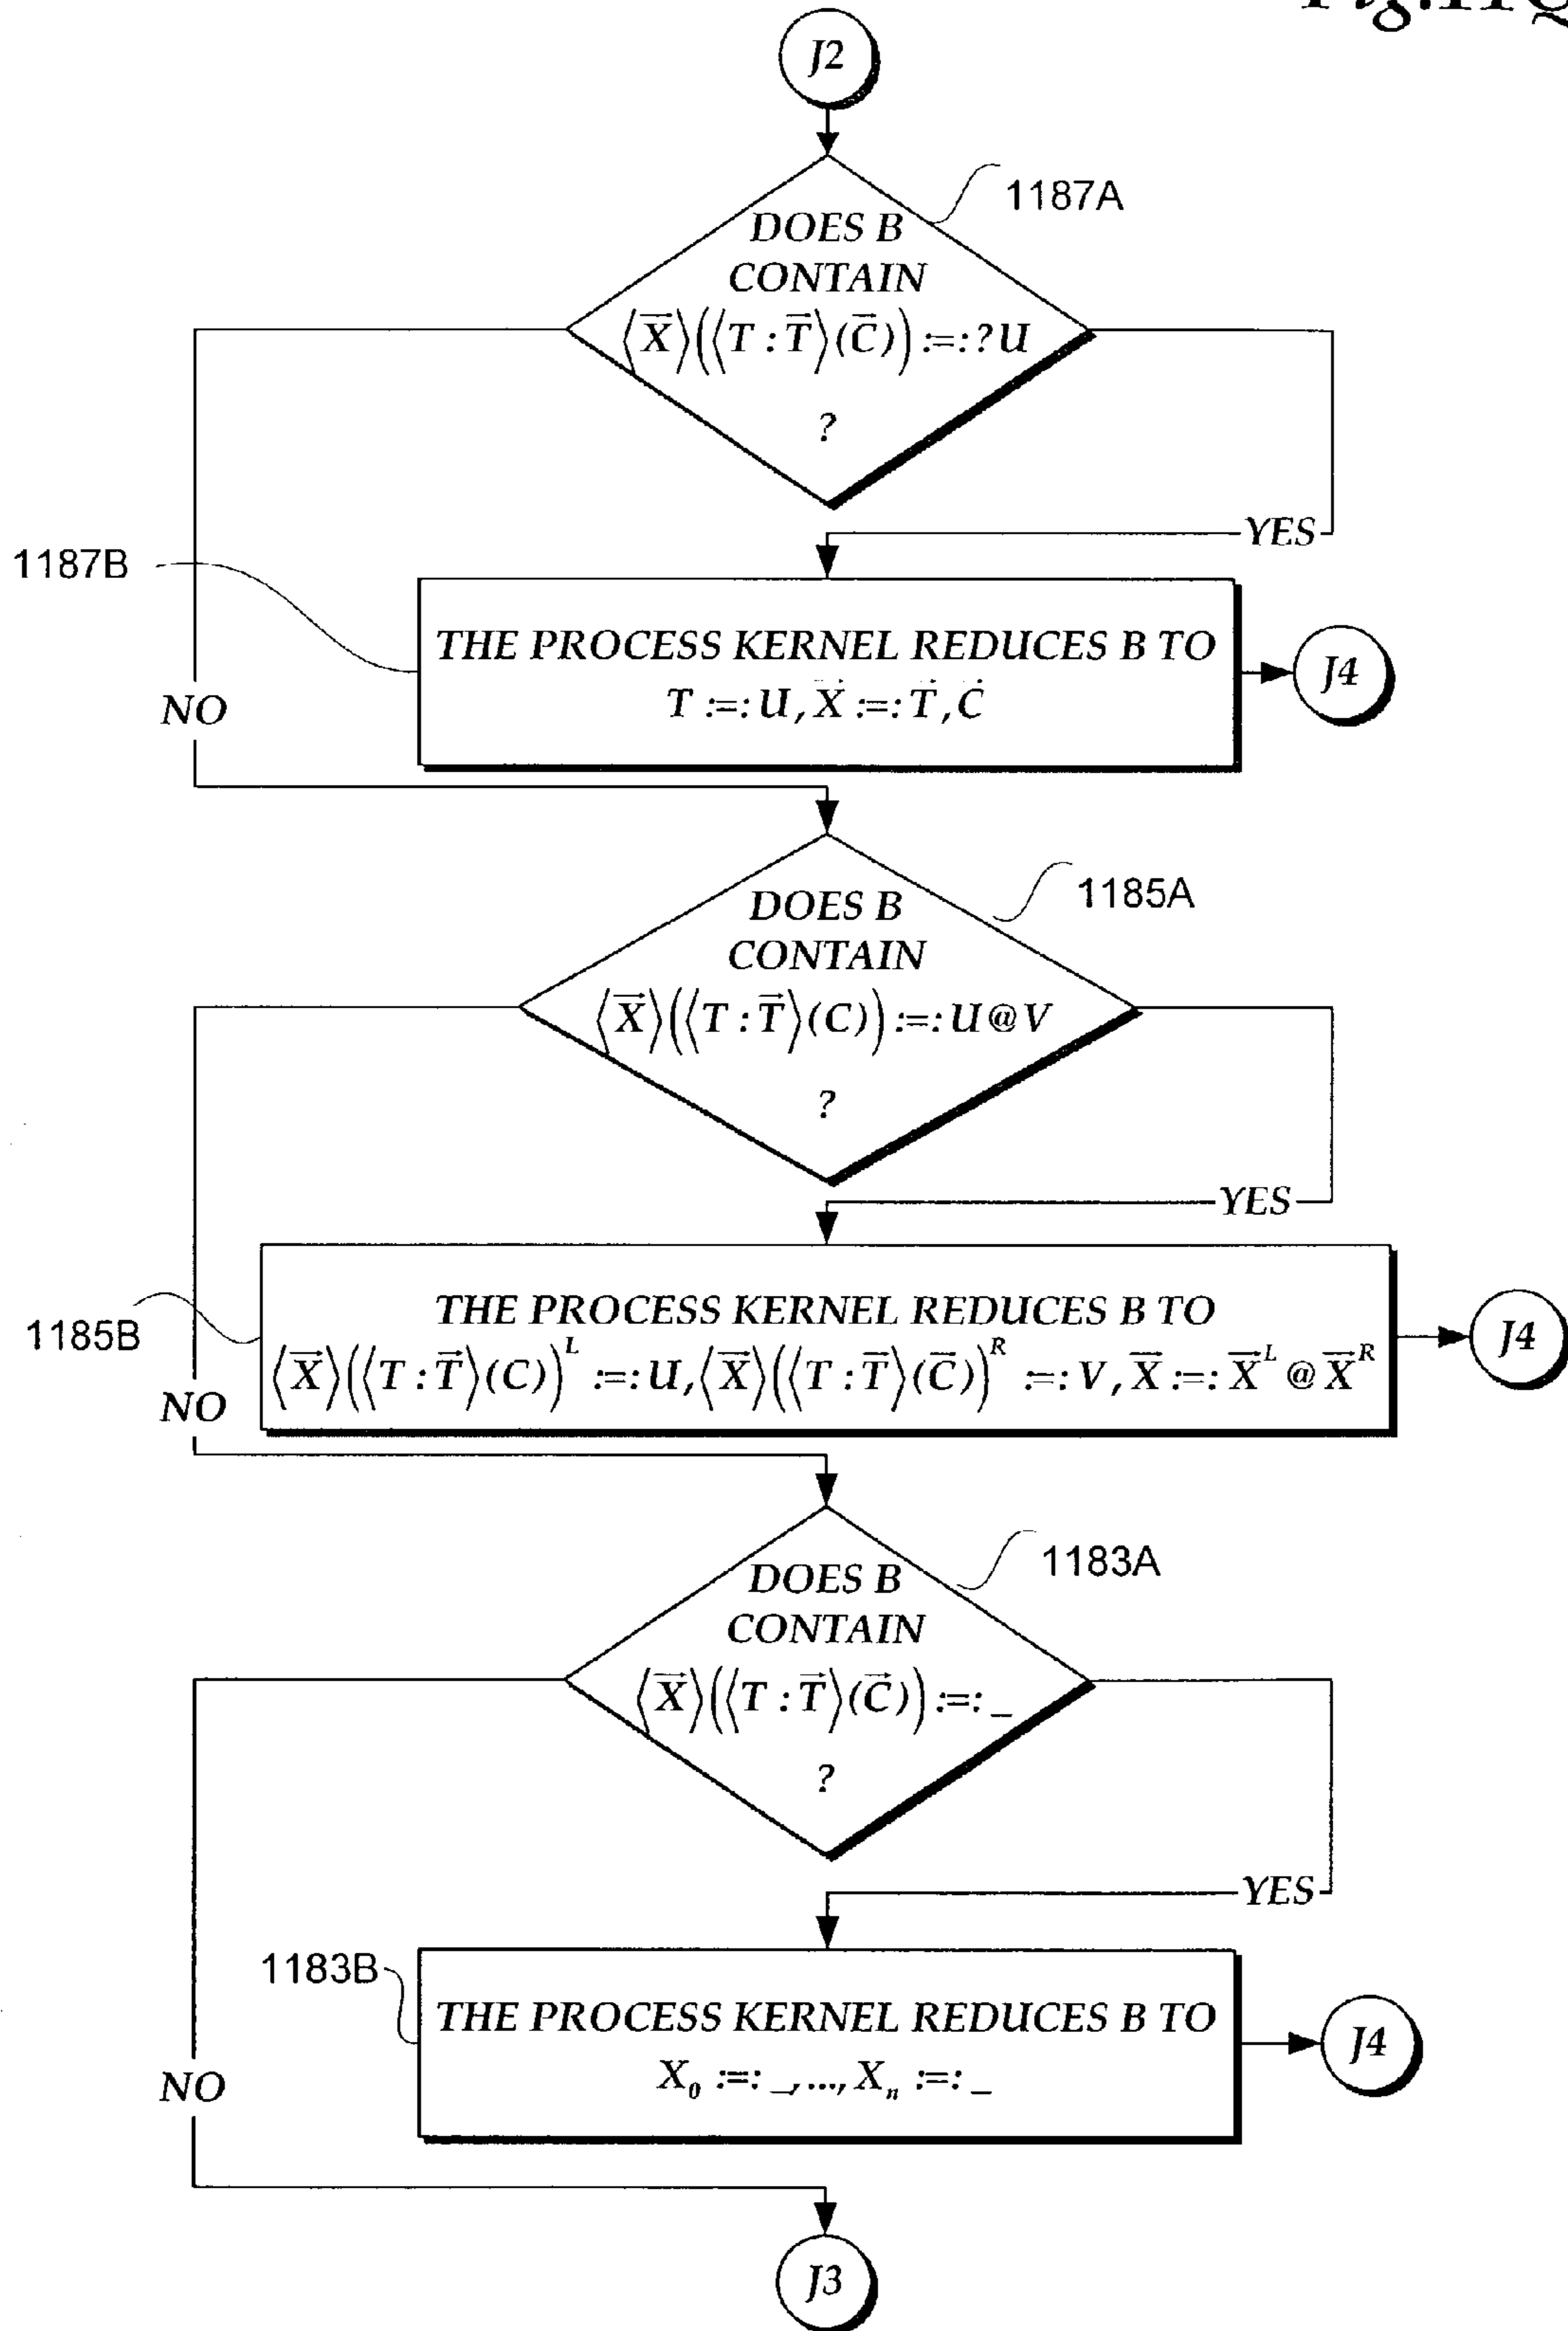 J2
1187A
DOES B
CONTAIN
⟨X⃗⟩(⟨T : T⃗⟩(C⃗)) :=: ? U
?
YES
1187B
THE PROCESS KERNEL REDUCES B TO
T :=: U, X⃗ :=: T⃗, C⃗
J4
NO
1185A
DOES B
CONTAIN
⟨X⃗⟩(⟨T : T⃗⟩(C)) :=: U @ V
?
YES
1185B
THE PROCESS KERNEL REDUCES B TO
⟨X⃗⟩(⟨T : T⃗⟩(C))ᴸ :=: U, ⟨X⃗⟩(⟨T : T⃗⟩(C⃗))ᴿ :=: V, X⃗ :=: X⃗ᴸ @ X⃗ᴿ
J4
NO
1183A
DOES B
CONTAIN
⟨X⃗⟩(⟨T : T⃗⟩(C⃗)) :=: _
?
YES
1183B
THE PROCESS KERNEL REDUCES B TO
X₀ :=: _, ..., Xₙ :=: _
J4
NO
J3